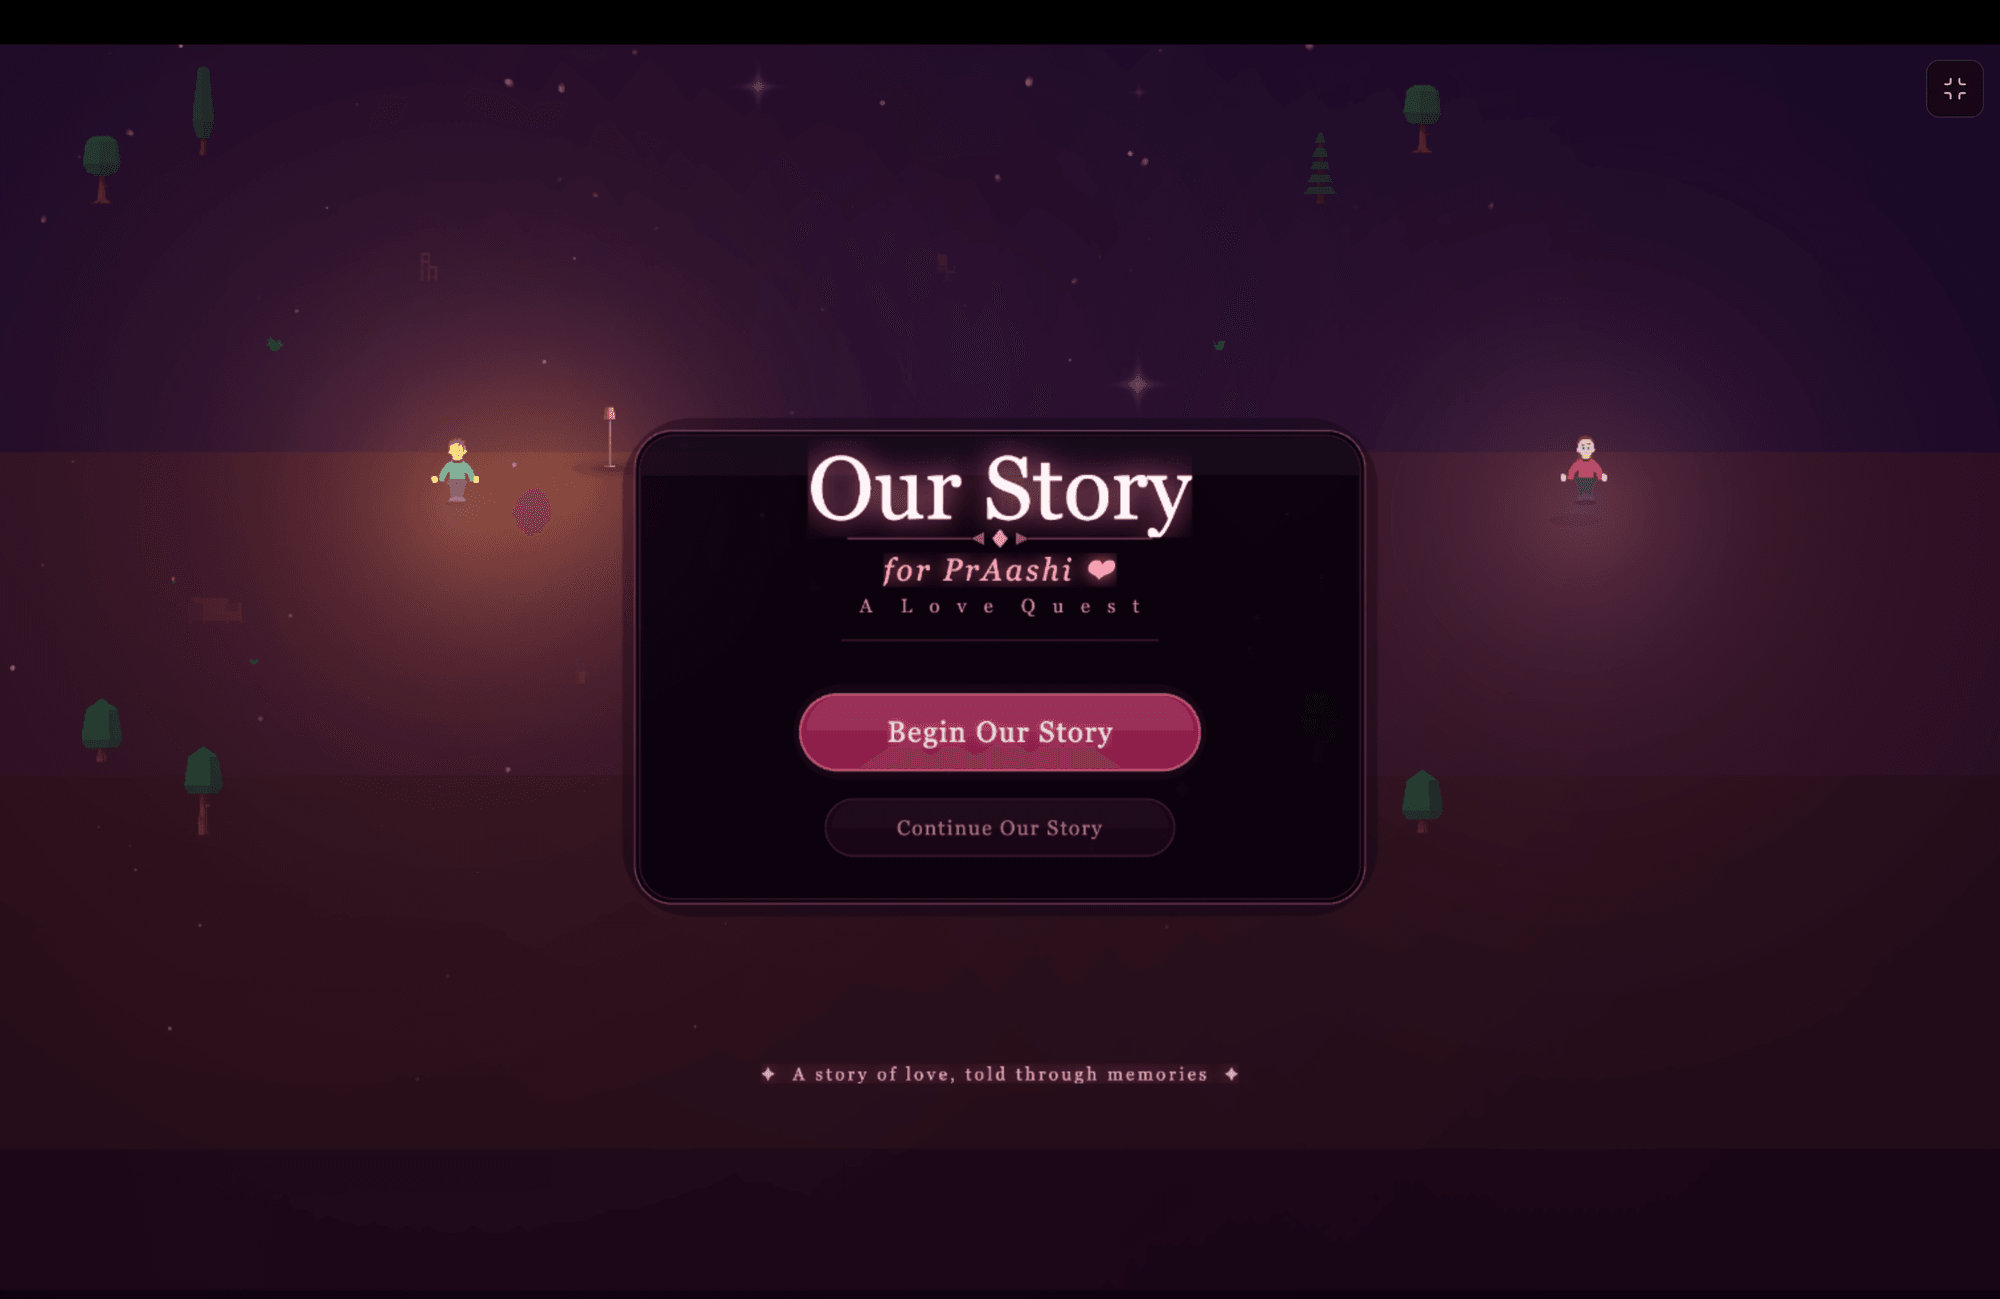 Our Story
for PrAashi ❤
A Love Quest
Begin Our Story
Continue Our Story
✦ A story of love, told through memories ✦